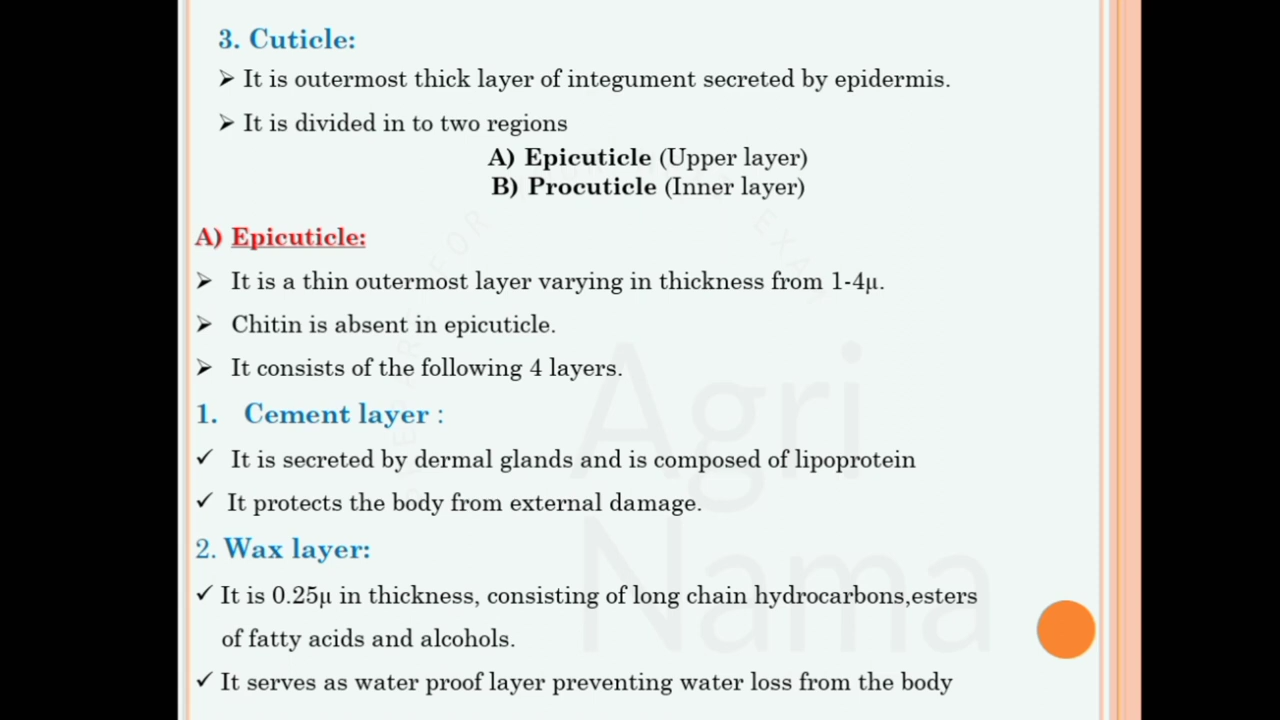 3. Cuticle:
➢ It is outermost thick layer of integument secreted by epidermis.
➢ It is divided in to two regions
A) Epicuticle (Upper layer)
B) Procuticle (Inner layer)
A) Epicuticle:
➢ It is a thin outermost layer varying in thickness from 1-4μ.
➢ Chitin is absent in epicuticle.
➢ It consists of the following 4 layers.
1. Cement layer :
✓ It is secreted by dermal glands and is composed of lipoprotein
✓ It protects the body from external damage.
2. Wax layer:
✓ It is 0.25μ in thickness, consisting of long chain hydrocarbons,esters
of fatty acids and alcohols.
✓ It serves as water proof layer preventing water loss from the body
Agri
Nama